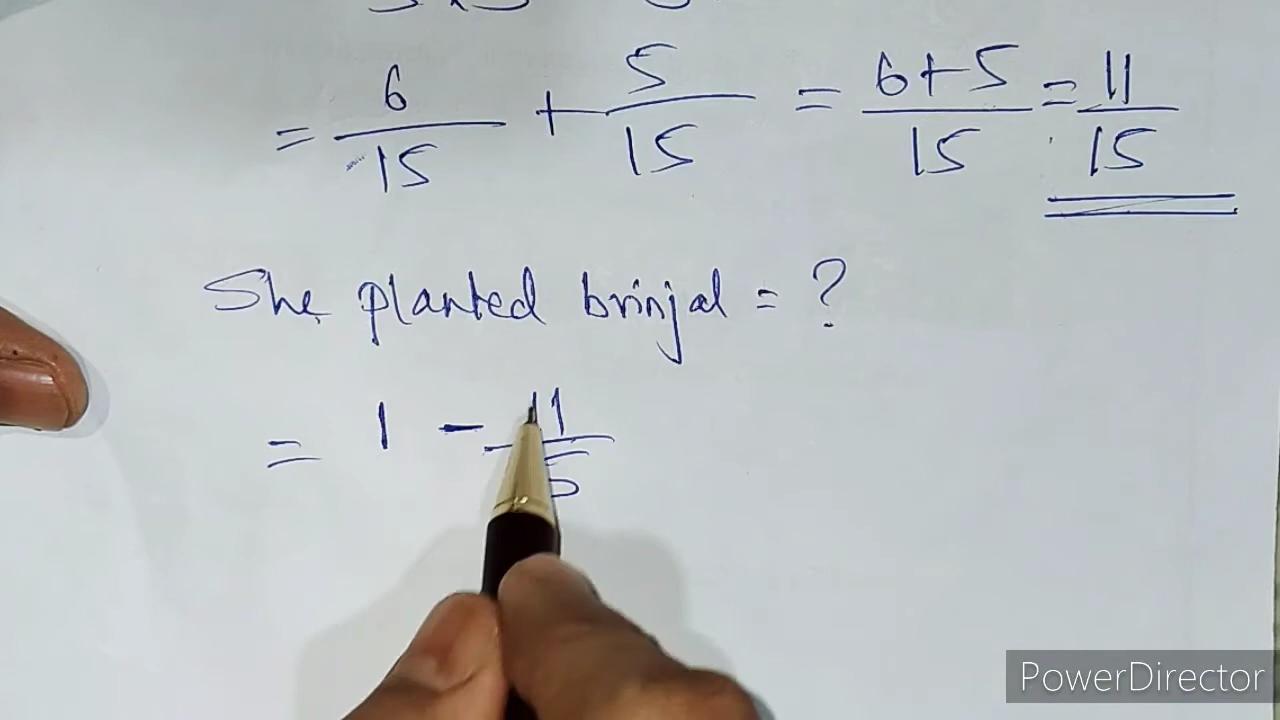 = 6/15 + 5/15 = 6+5/15 = 11/15
She planted brinjal = ?
= 1 - 11/15
PowerDirector